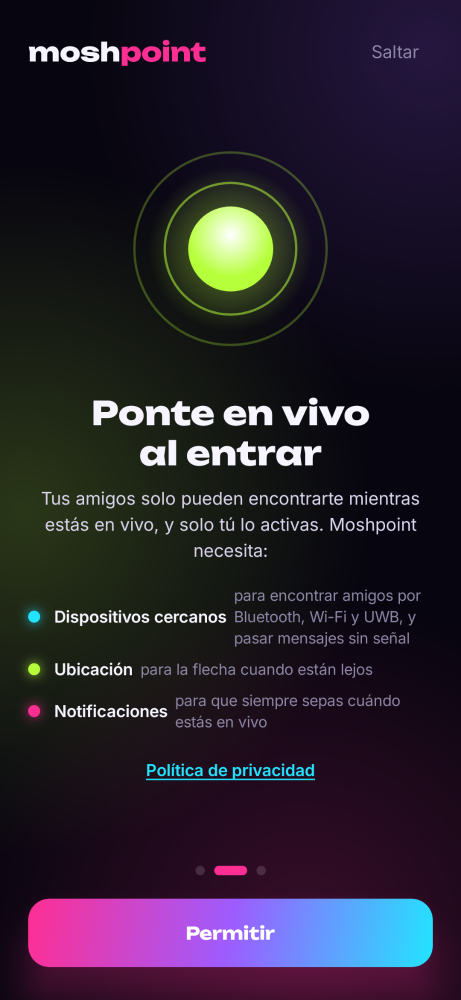 moshpoint
Saltar
Ponte en vivo
al entrar
Tus amigos solo pueden encontrarte mientras
estás en vivo, y solo tú lo activas. Moshpoint
necesita:
Dispositivos cercanos
para encontrar amigos por
Bluetooth, Wi-Fi y UWB, y
pasar mensajes sin señal
Ubicación para la flecha cuando están lejos
Notificaciones
para que siempre sepas cuándo
estás en vivo
Política de privacidad
Permitir